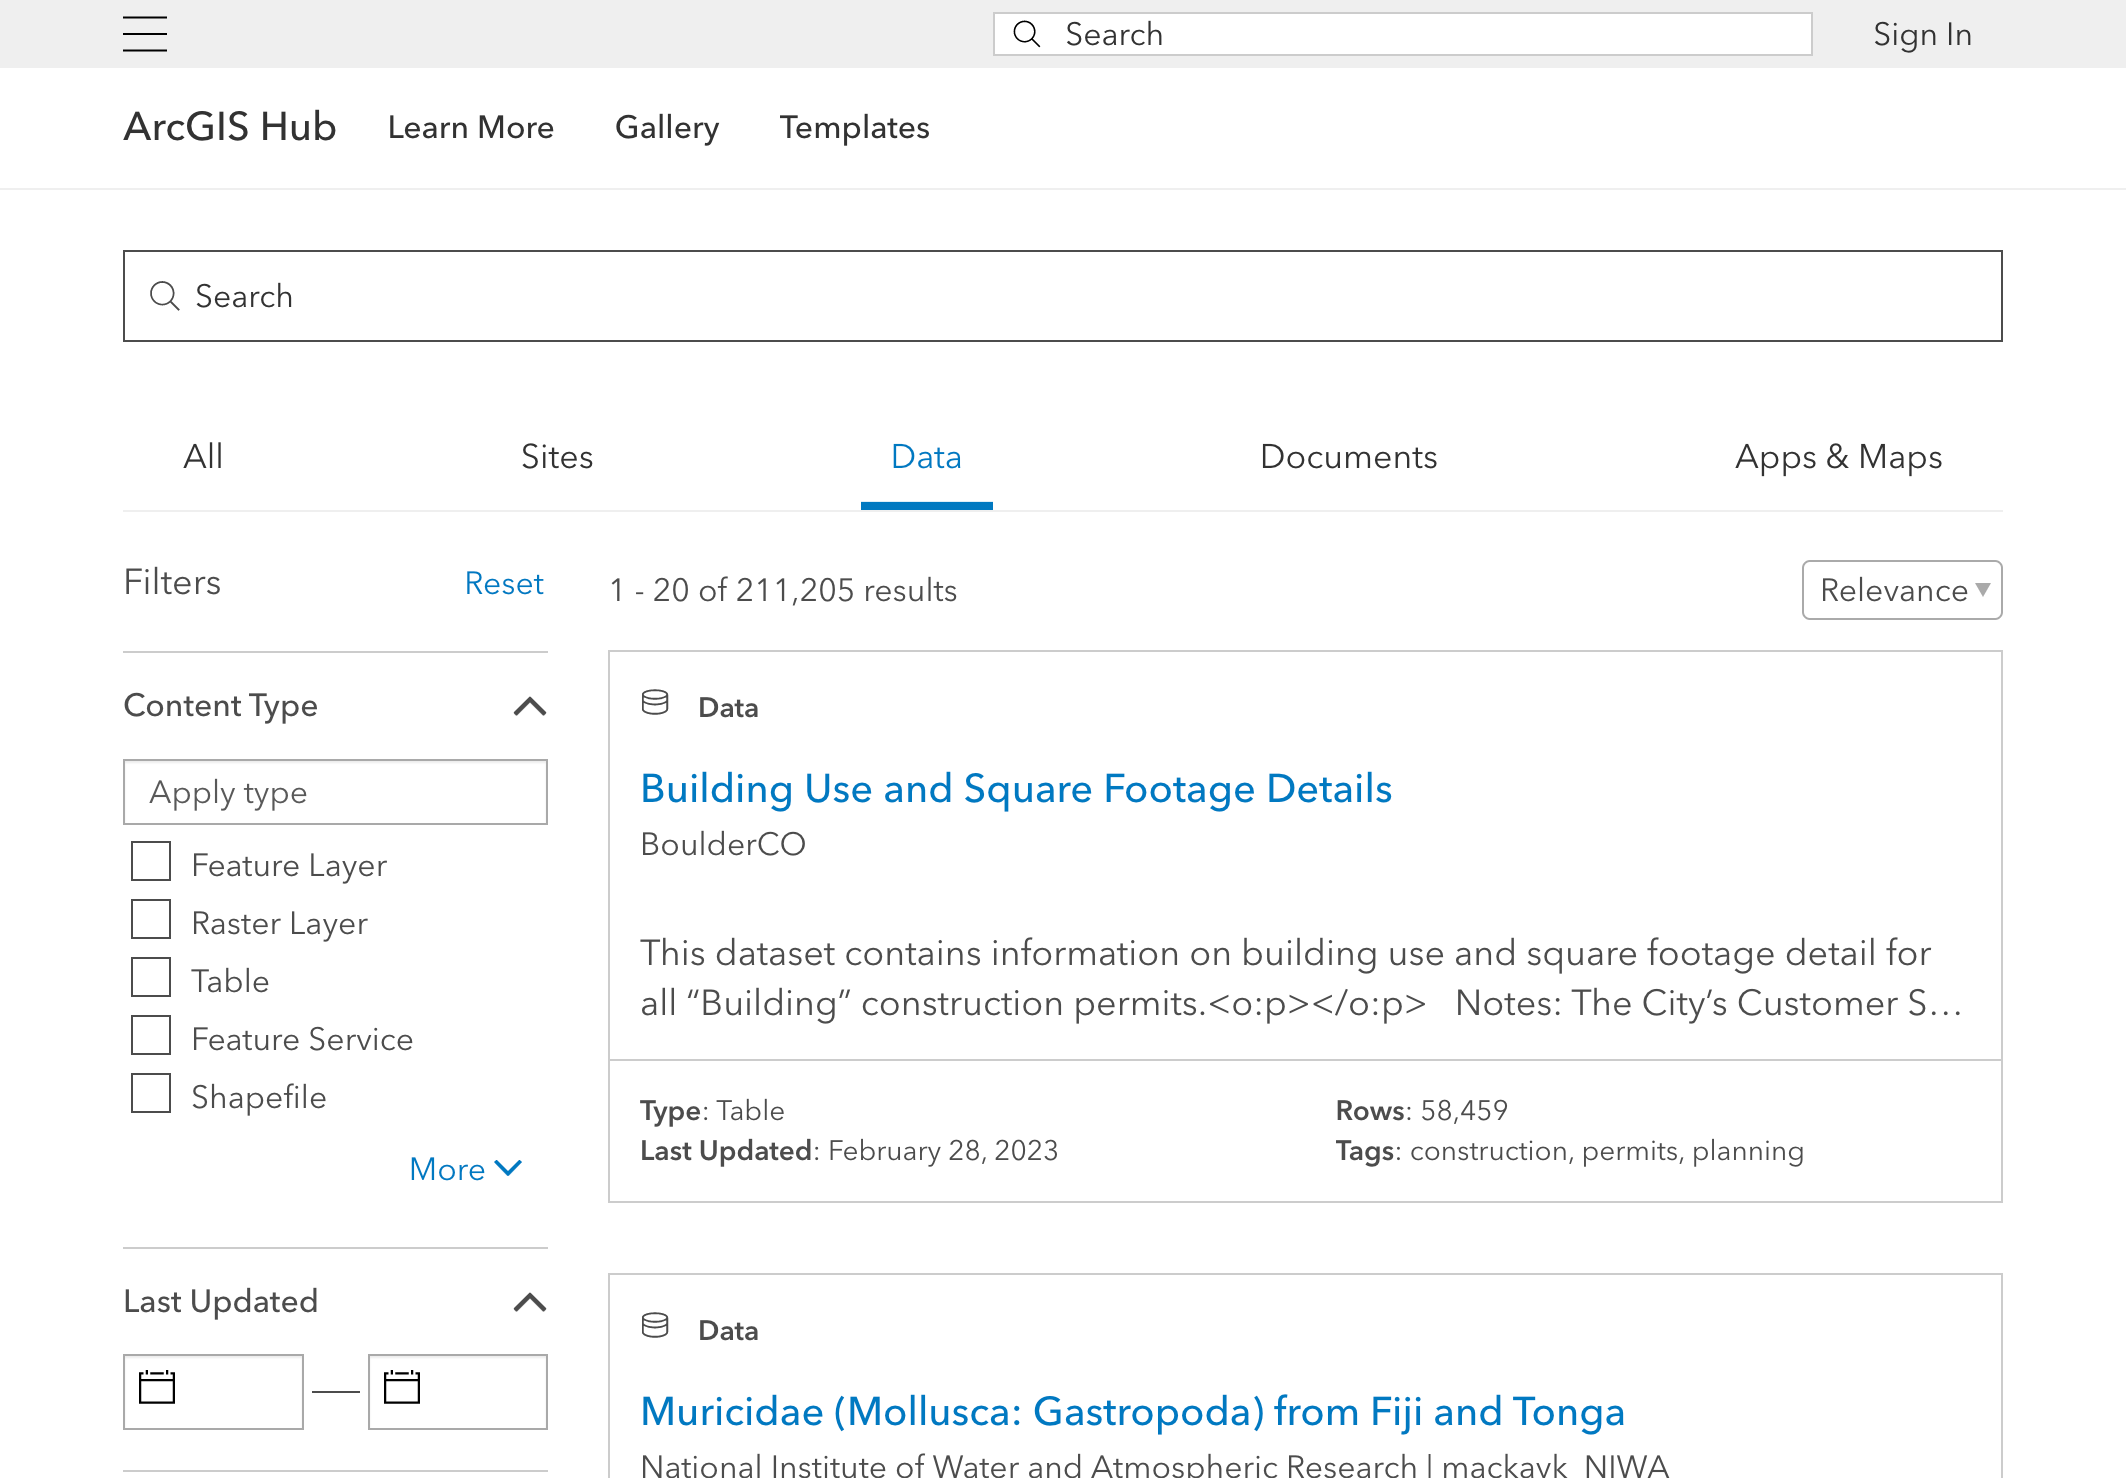 Search
Sign In
ArcGIS Hub
Learn More
Gallery
Templates
Search
All
Sites
Data
Documents
Apps & Maps
Filters
Reset
Content Type
Apply type
Feature Layer
Raster Layer
Table
Feature Service
Shapefile
More
Last Updated
1 - 20 of 211,205 results
Relevance
Data
Building Use and Square Footage Details
BoulderCO
This dataset contains information on building use and square footage detail for
all “Building” construction permits.<o:p></o:p>   Notes: The City’s Customer S…
Type: Table
Rows: 58,459
Last Updated: February 28, 2023
Tags: construction, permits, planning
Data
Muricidae (Mollusca: Gastropoda) from Fiji and Tonga
National Institute of Water and Atmospheric Research | mackayk_NIWA